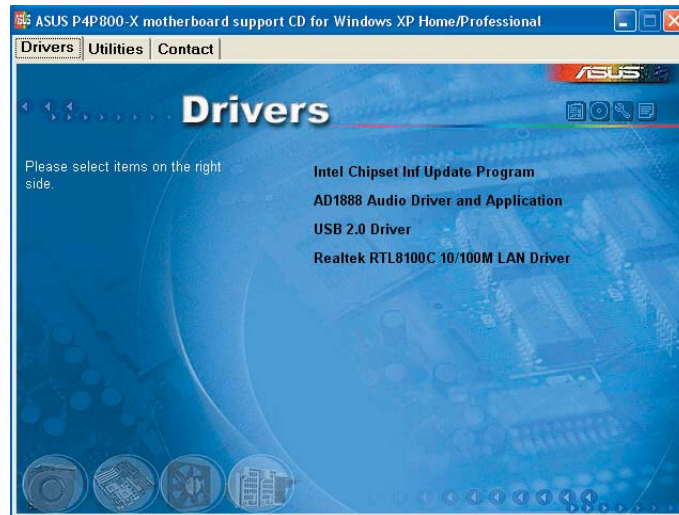 ASUS P4P800-X motherboard support CD for Windows XP Home/Professional
Drivers Utilities Contact
ASUS
Drivers
Please select items on the right
side.
Intel Chipset Inf Update Program
AD1888 Audio Driver and Application
USB 2.0 Driver
Realtek RTL8100C 10/100M LAN Driver